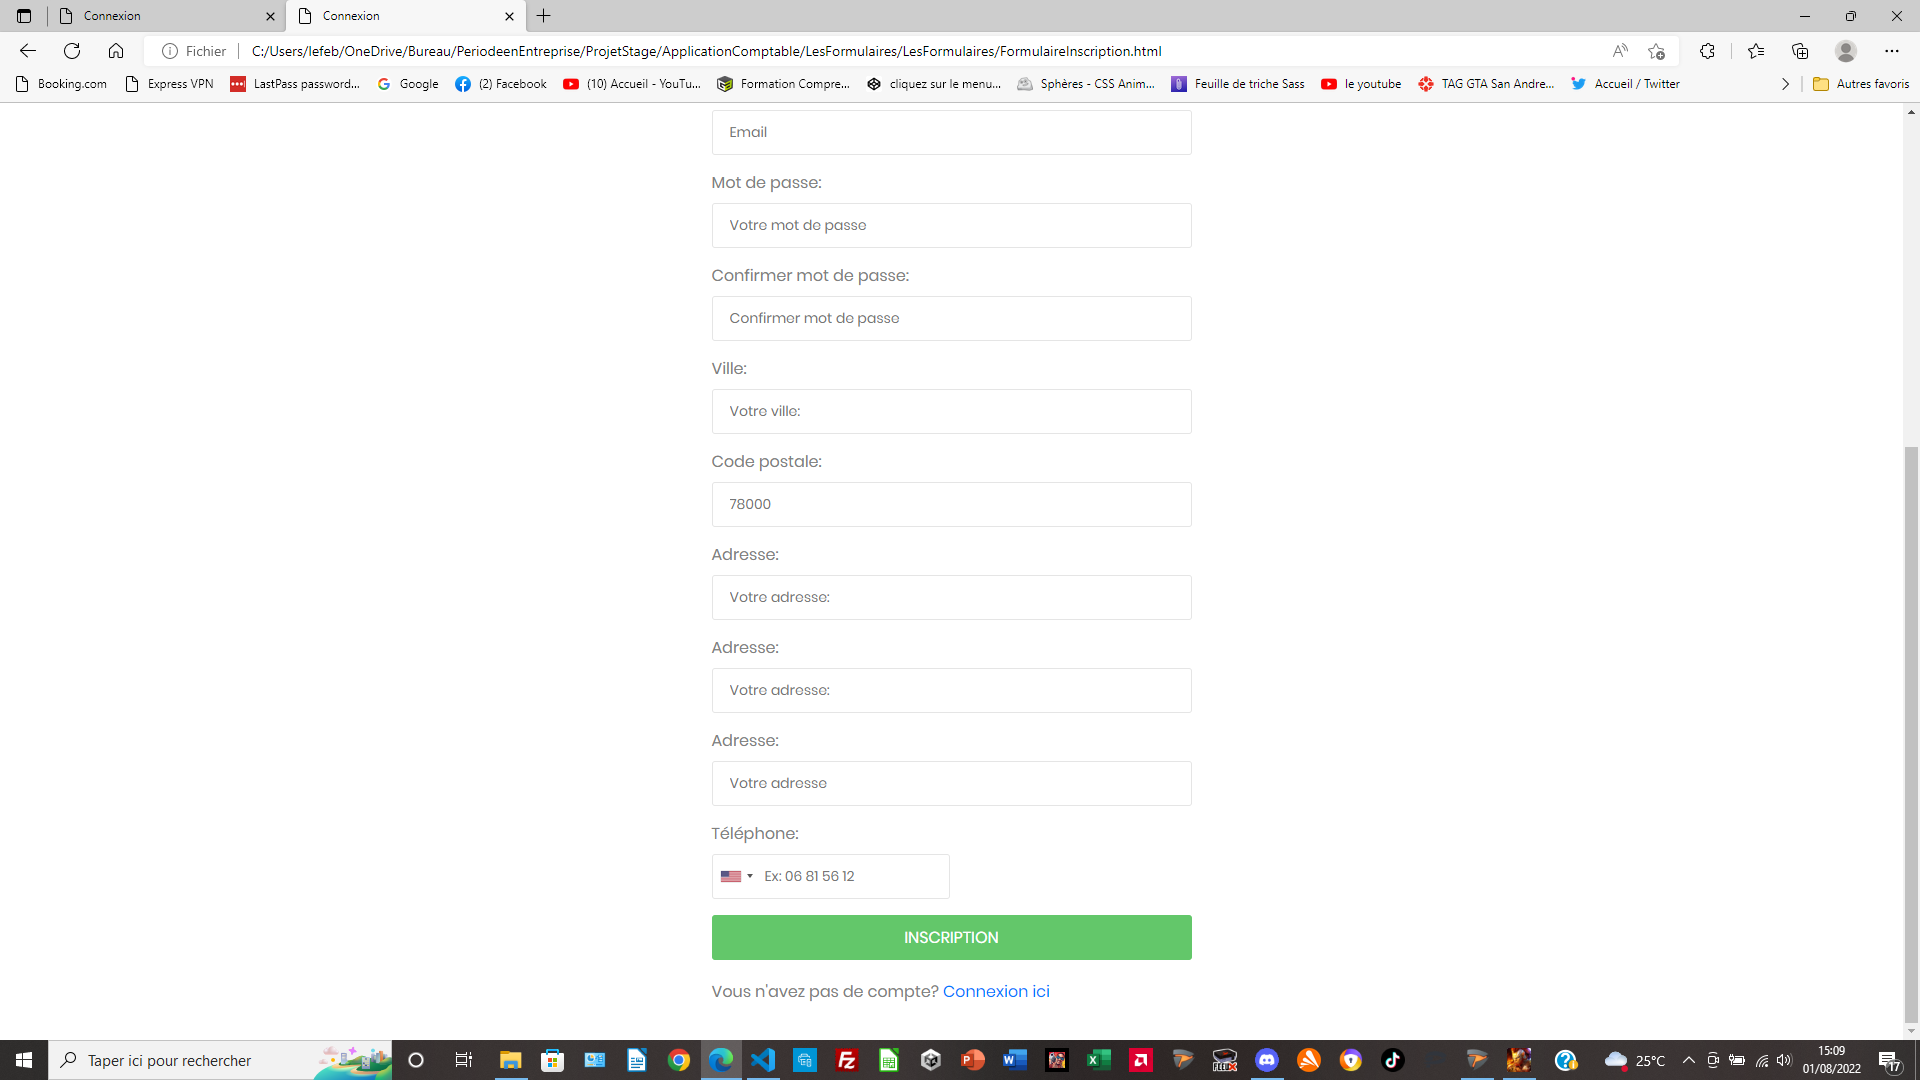 Connexion
Connexion
Fichier
C:/Users/lefeb/OneDrive/Bureau/PeriodeenEntreprise/ProjetStage/ApplicationComptable/LesFormulaires/LesFormulaires/FormulaireInscription.html
Booking.com
Express VPN
LastPass password...
Google
(2) Facebook
(10) Accueil - YouTu...
Formation Compre...
cliquez sur le menu...
Sphères - CSS Anim...
Feuille de triche Sass
le youtube
TAG GTA San Andre...
Accueil / Twitter
Autres favoris
Email
Mot de passe:
Votre mot de passe
Confirmer mot de passe:
Confirmer mot de passe
Ville:
Votre ville:
Code postale:
78000
Adresse:
Votre adresse:
Adresse:
Votre adresse:
Adresse:
Votre adresse
Téléphone:
Ex: 06 81 56 12
INSCRIPTION
Vous n'avez pas de compte? Connexion ici
Taper ici pour rechercher
25°C
15:09
01/08/2022
17